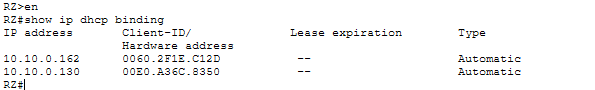 RZ>en
RZ#show ip dhcp binding
IP address Client-ID/ Lease expiration Type
Hardware address
10.10.0.162 0060.2F1E.C12D -- Automatic
10.10.0.130 00E0.A36C.8350 -- Automatic
RZ#